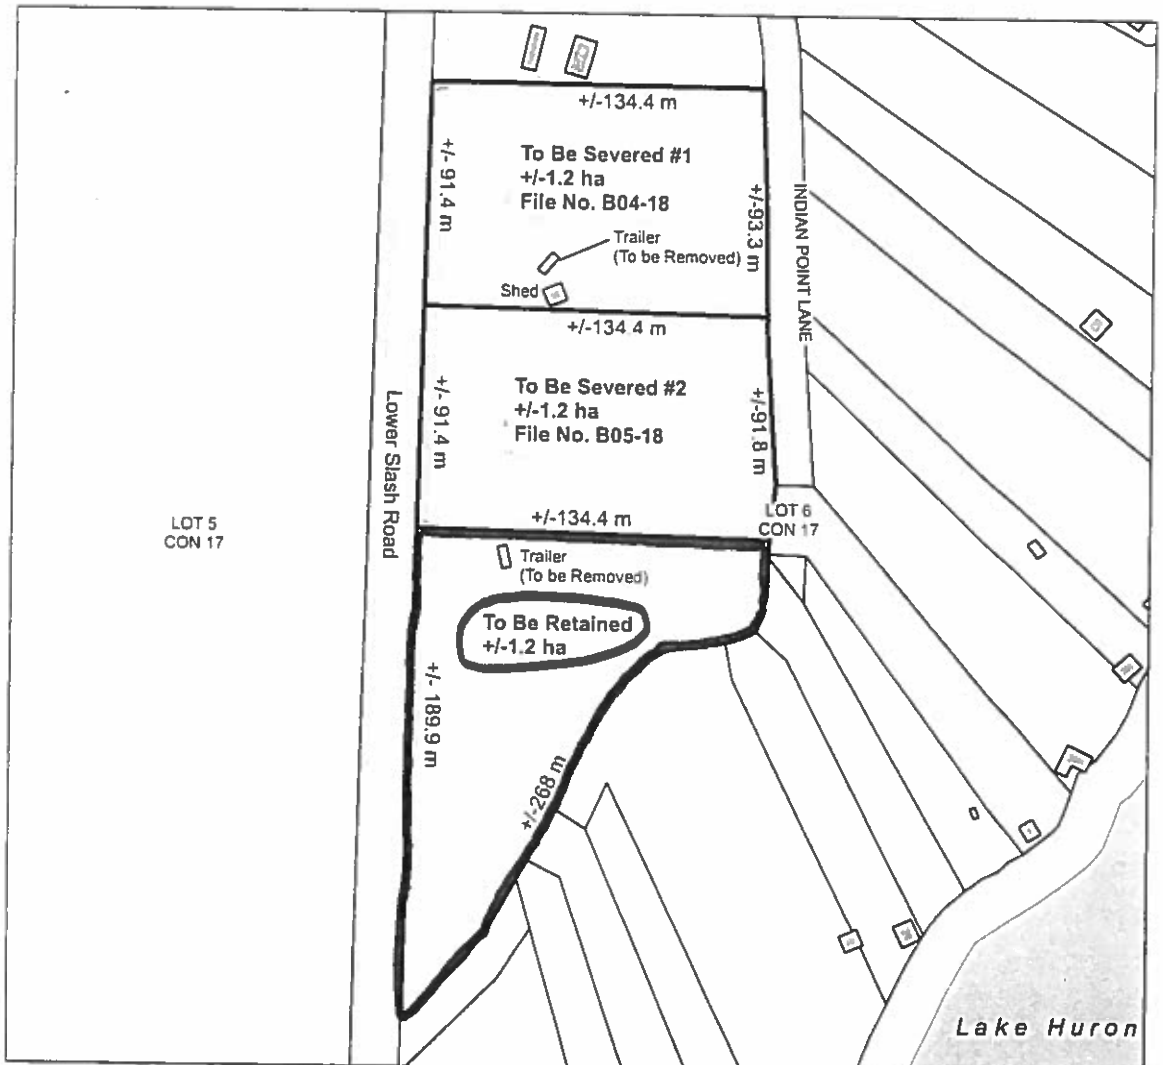 +/-134.4 m
To Be Severed #1
+/-1.2 ha
File No. B04-18
+/- 91.4 m
+/-93.3 m
INDIAN POINT LANE
Trailer
(To be Removed)
Shed
+/-134.4 m
To Be Severed #2
+/-1.2 ha
File No. B05-18
+/- 91.4 m
+/-91.8 m
Lower Slash Road
LOT 5
CON 17
LOT 6
CON 17
+/-134.4 m
Trailer
(To be Removed)
To Be Retained
+/-1.2 ha
+/- 189.9 m
+/-268 m
Lake Huron